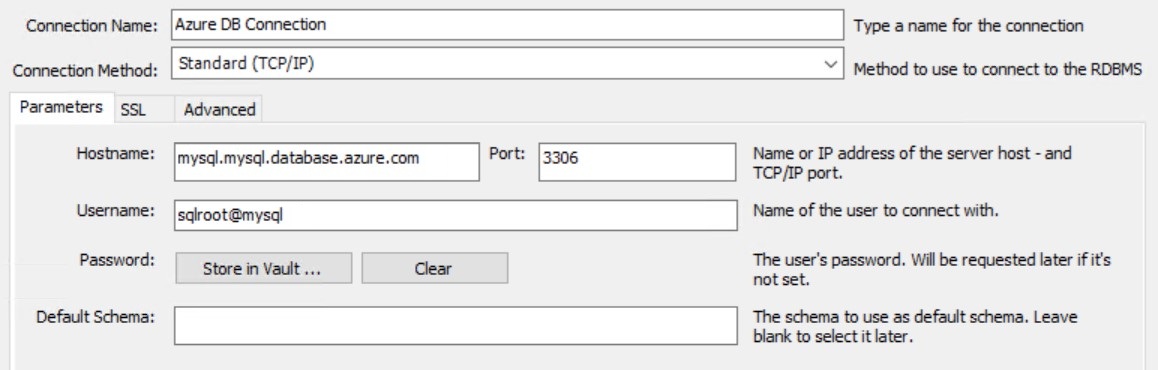 Connection Name: Azure DB Connection Type a name for the connection
Connection Method: Standard (TCP/IP) Method to use to connect to the RDBMS
Parameters SSL Advanced
Hostname: mysql.mysql.database.azure.com Port: 3306 Name or IP address of the server host - and
TCP/IP port.
Username: sqlroot@mysql Name of the user to connect with.
Password: Store in Vault ... Clear The user's password. Will be requested later if it's
not set.
Default Schema: The schema to use as default schema. Leave
blank to select it later.